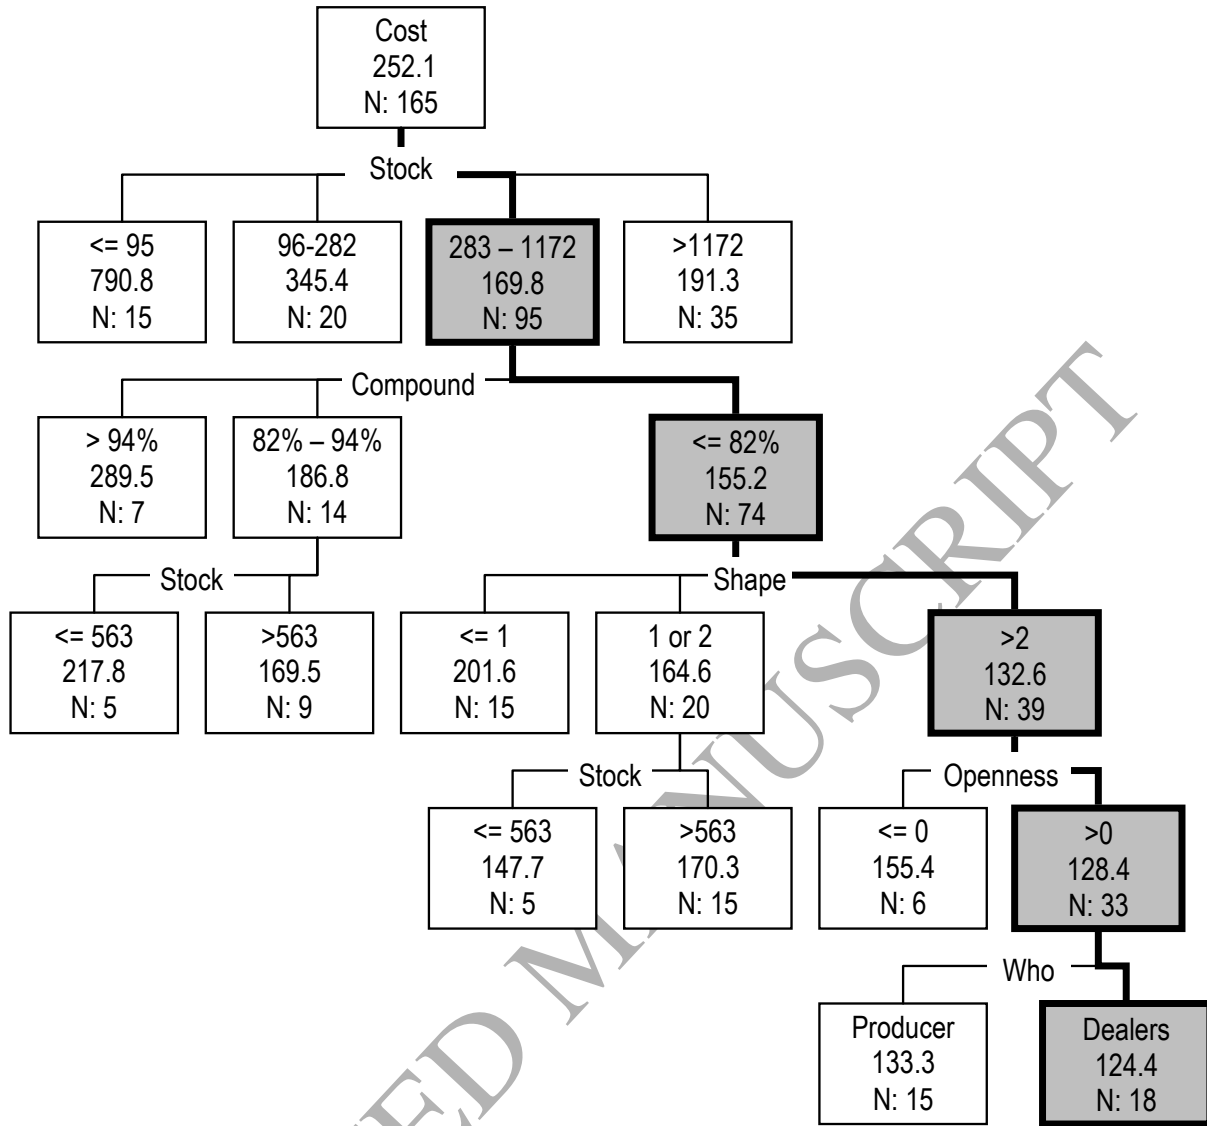 Cost
252.1
N: 165
Stock
<= 95
790.8
N: 15
96-282
345.4
N: 20
283 – 1172
169.8
N: 95
>1172
191.3
N: 35
Compound
> 94%
289.5
N: 7
82% – 94%
186.8
N: 14
<= 82%
155.2
N: 74
Stock
<= 563
217.8
N: 5
>563
169.5
N: 9
Shape
<= 1
201.6
N: 15
1 or 2
164.6
N: 20
>2
132.6
N: 39
Stock
<= 563
147.7
N: 5
>563
170.3
N: 15
Openness
<= 0
155.4
N: 6
>0
128.4
N: 33
Who
Producer
133.3
N: 15
Dealers
124.4
N: 18
ED MANUSCRIPT